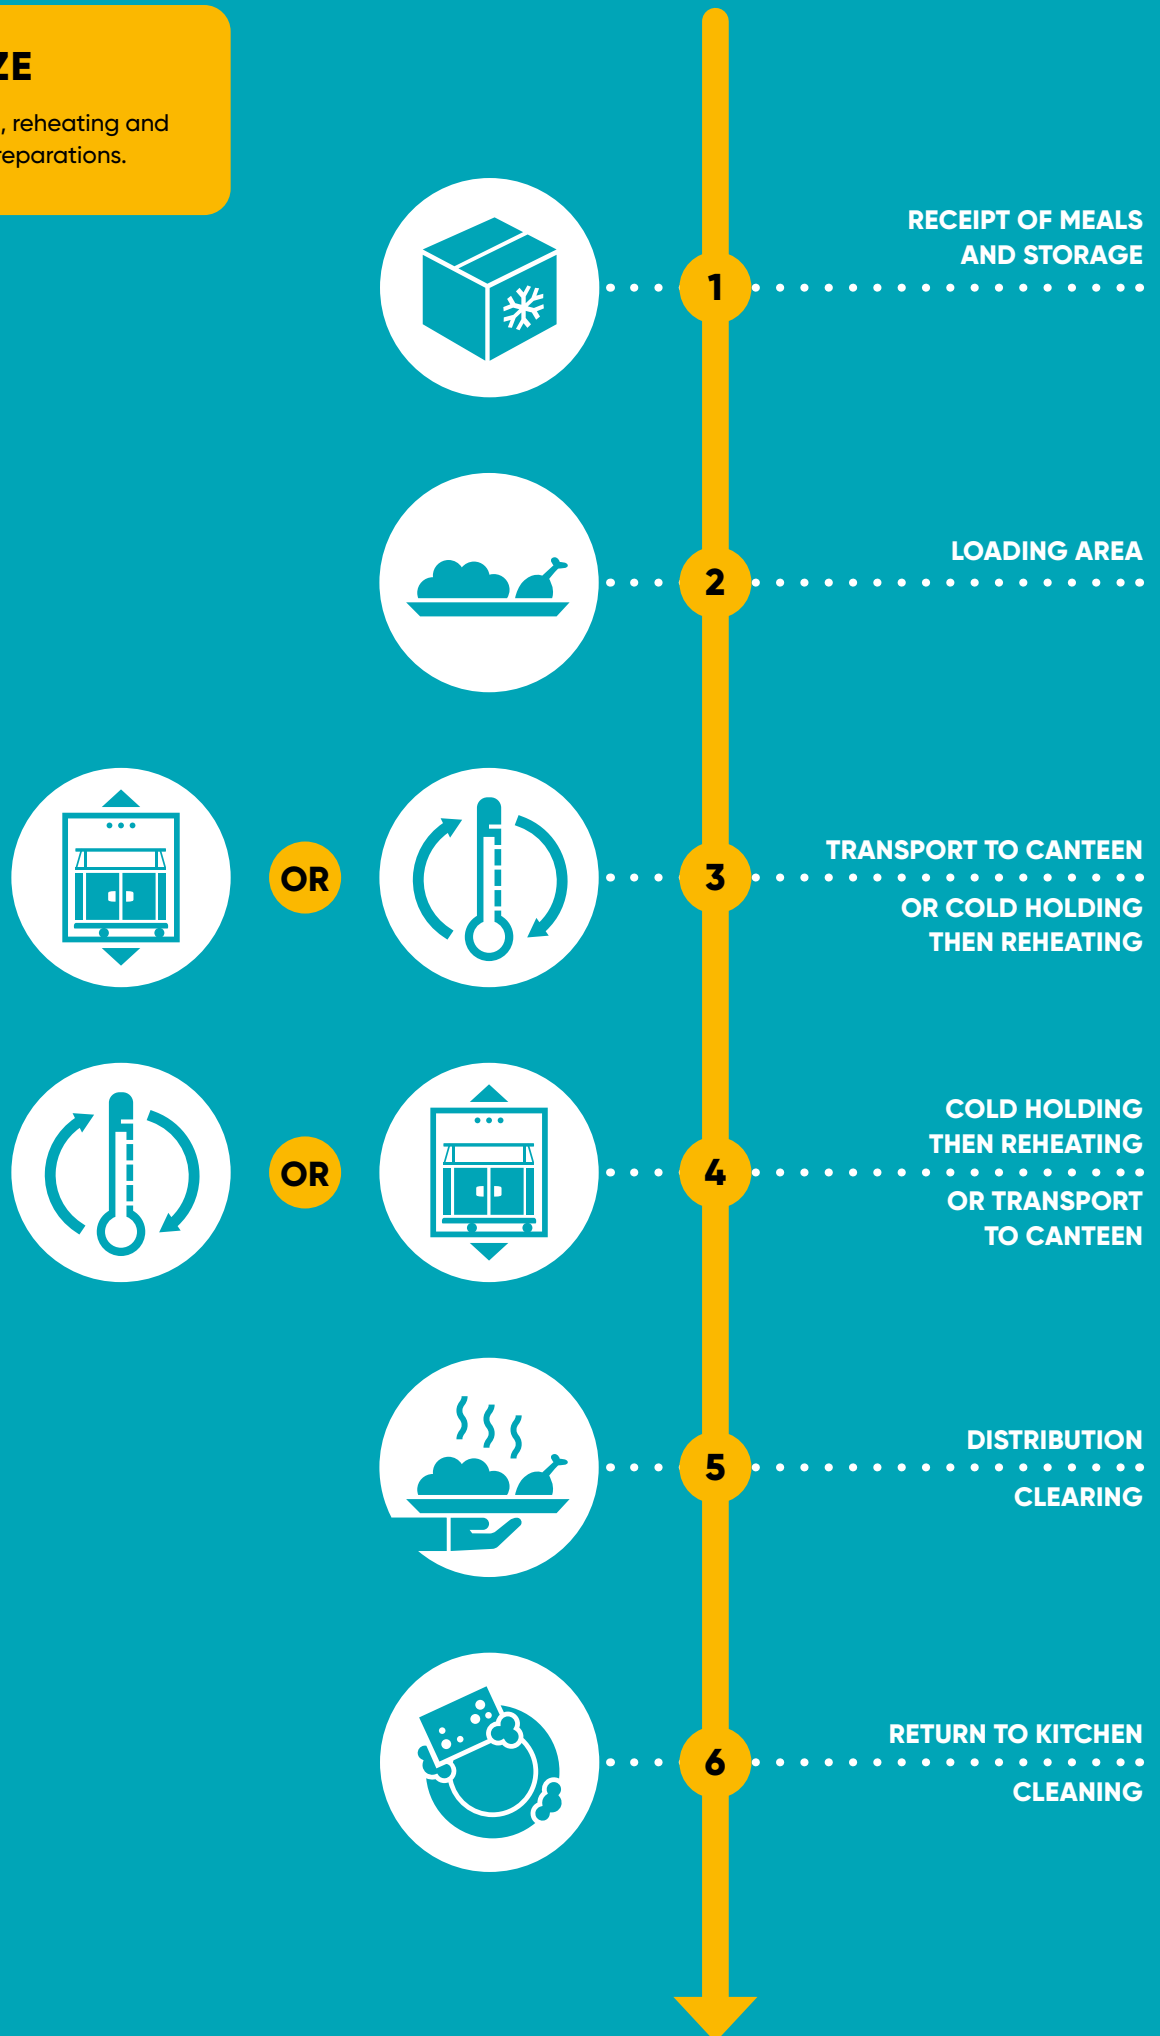 ZE
, reheating and
reparations.
RECEIPT OF MEALS
AND STORAGE
1
LOADING AREA
2
TRANSPORT TO CANTEEN
OR
3
OR COLD HOLDING
THEN REHEATING
COLD HOLDING
THEN REHEATING
OR
4
OR TRANSPORT
TO CANTEEN
DISTRIBUTION
5
CLEARING
RETURN TO KITCHEN
6
CLEANING